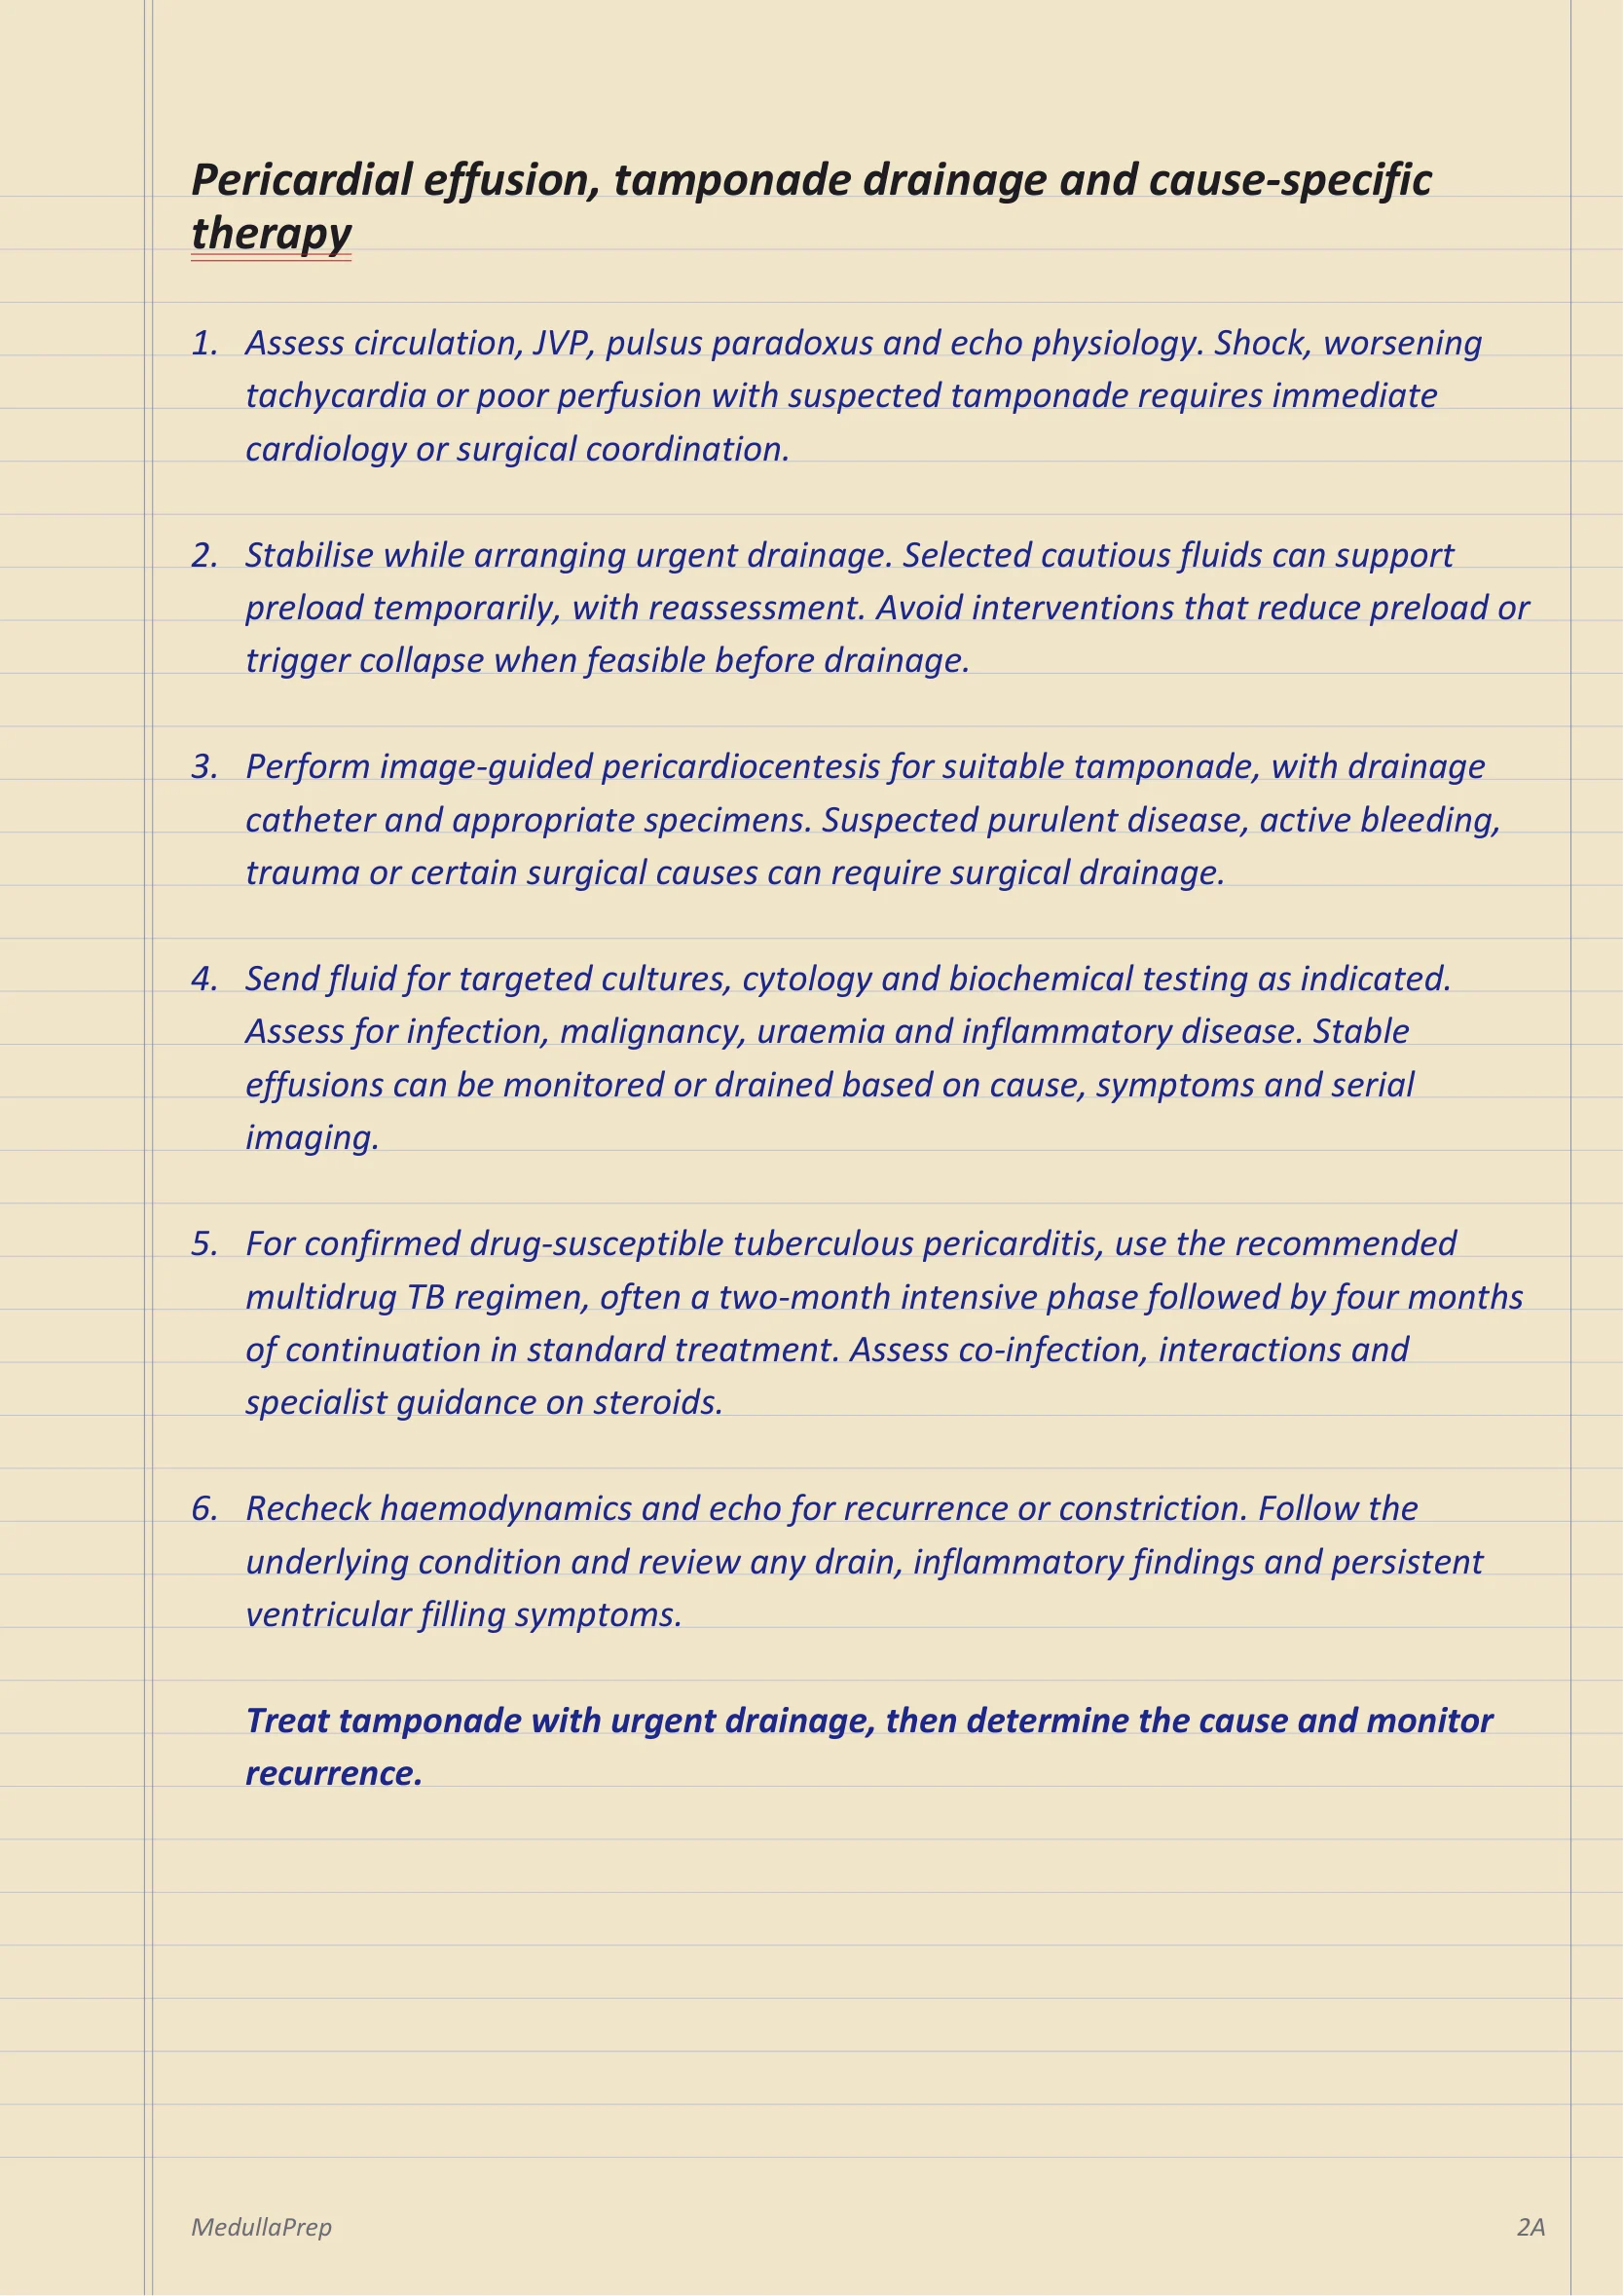 Pericardial effusion, tamponade drainage and cause-specific
therapy
1. Assess circulation, JVP, pulsus paradoxus and echo physiology. Shock, worsening
tachycardia or poor perfusion with suspected tamponade requires immediate
cardiology or surgical coordination.
2. Stabilise while arranging urgent drainage. Selected cautious fluids can support
preload temporarily, with reassessment. Avoid interventions that reduce preload or
trigger collapse when feasible before drainage.
3. Perform image-guided pericardiocentesis for suitable tamponade, with drainage
catheter and appropriate specimens. Suspected purulent disease, active bleeding,
trauma or certain surgical causes can require surgical drainage.
4. Send fluid for targeted cultures, cytology and biochemical testing as indicated.
Assess for infection, malignancy, uraemia and inflammatory disease. Stable
effusions can be monitored or drained based on cause, symptoms and serial
imaging.
5. For confirmed drug-susceptible tuberculous pericarditis, use the recommended
multidrug TB regimen, often a two-month intensive phase followed by four months
of continuation in standard treatment. Assess co-infection, interactions and
specialist guidance on steroids.
6. Recheck haemodynamics and echo for recurrence or constriction. Follow the
underlying condition and review any drain, inflammatory findings and persistent
ventricular filling symptoms.
Treat tamponade with urgent drainage, then determine the cause and monitor
recurrence.
MedullaPrep 2A